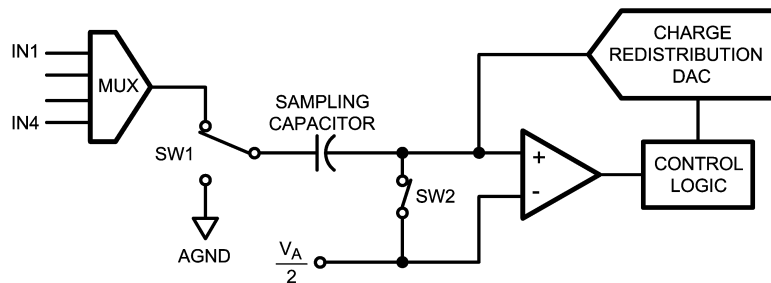 IN1
MUX
IN4
SW1
AGND
SAMPLING
CAPACITOR
SW2
VA
2
+
-
CHARGE
REDISTRIBUTION
DAC
CONTROL
LOGIC